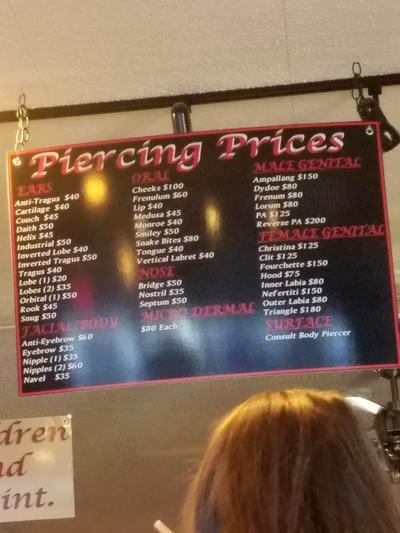 Piercing Prices
EARS
Anti-Tragus $40
Cartilage $40
Conch $45
Daith $50
Helix $45
Industrial $50
Inverted Lobe $40
Inverted Tragus $50
Tragus $40
Lobe (1) $20
Lobes (2) $35
Orbital (1) $50
Rook $45
Snug $50
FACIAL/BODY
Anti-Eyebrow $60
Eyebrow $35
Nipple (1) $35
Nipples (2) $60
Navel $35
ORAL
Cheeks $100
Frenulum $60
Lip $40
Medusa $45
Monroe $40
Smiley $50
Snake Bites $80
Tongue $40
Vertical Labret $40
NOSE
Bridge $50
Nostril $35
Septum $50
MICRO DERMAL
$80 Each
MALE GENITAL
Ampallang $150
Dydoe $80
Frenum $80
Lorum $80
PA $125
Reverse PA $200
FEMALE GENITAL
Christina $125
Clit $125
Fourchette $150
Hood $75
Inner Labia $80
Nefertiti $150
Outer Labia $80
Triangle $180
SURFACE
Consult Body Piercer
dren
nd
int.